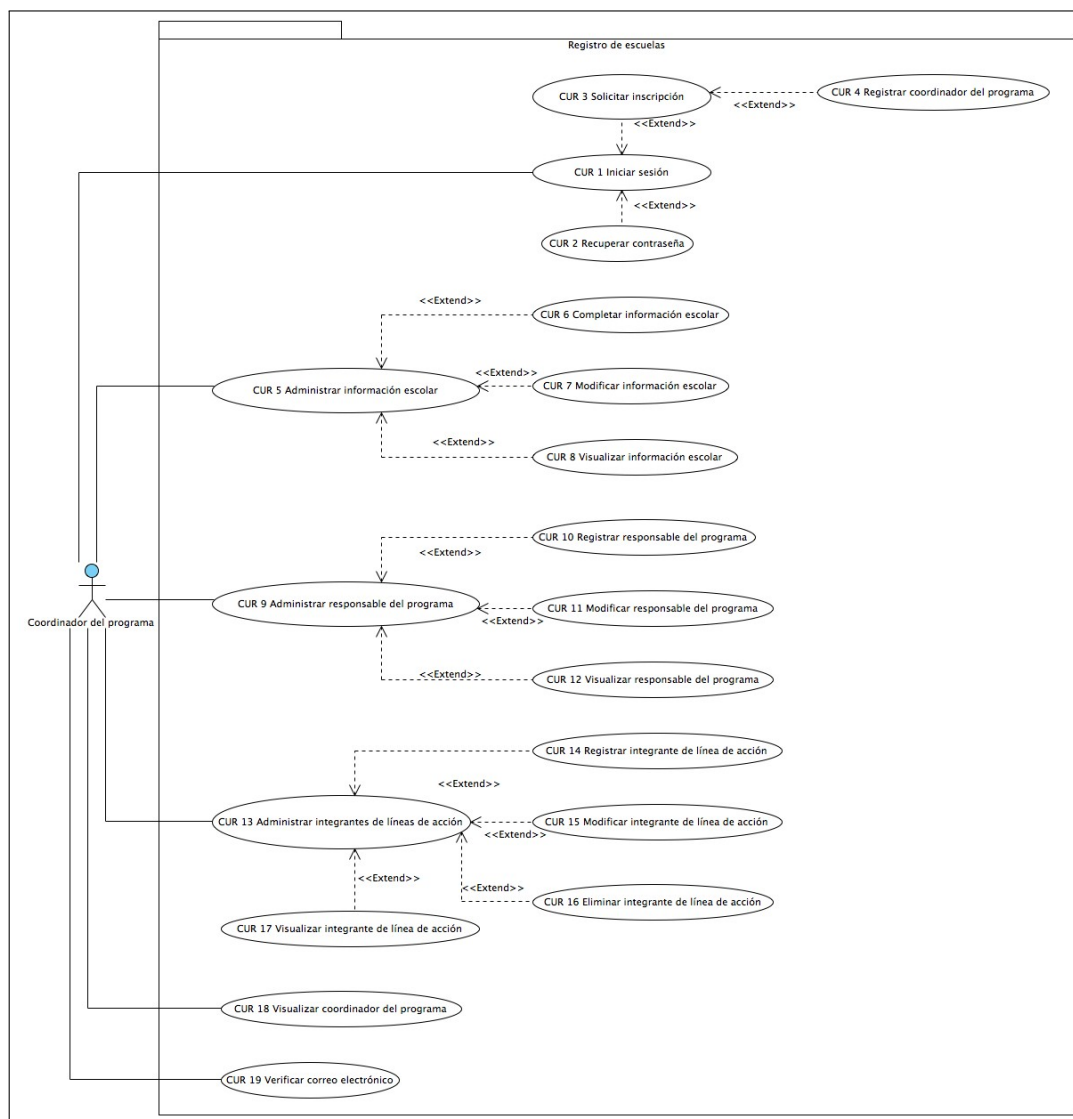 Registro de escuelas
CUR 3 Solicitar inscripción
CUR 4 Registrar coordinador del programa
<<Extend>>
<<Extend>>
CUR 1 Iniciar sesión
<<Extend>>
CUR 2 Recuperar contraseña
<<Extend>>
CUR 6 Completar información escolar
<<Extend>>
CUR 5 Administrar información escolar
CUR 7 Modificar información escolar
<<Extend>>
CUR 8 Visualizar información escolar
CUR 10 Registrar responsable del programa
<<Extend>>
CUR 9 Administrar responsable del programa
CUR 11 Modificar responsable del programa
<<Extend>>
Coordinador del programa
<<Extend>>
CUR 12 Visualizar responsable del programa
CUR 14 Registrar integrante de línea de acción
<<Extend>>
CUR 13 Administrar integrantes de líneas de acción
CUR 15 Modificar integrante de línea de acción
<<Extend>>
<<Extend>>
<<Extend>>
CUR 16 Eliminar integrante de línea de acción
CUR 17 Visualizar integrante de línea de acción
CUR 18 Visualizar coordinador del programa
CUR 19 Verificar correo electrónico